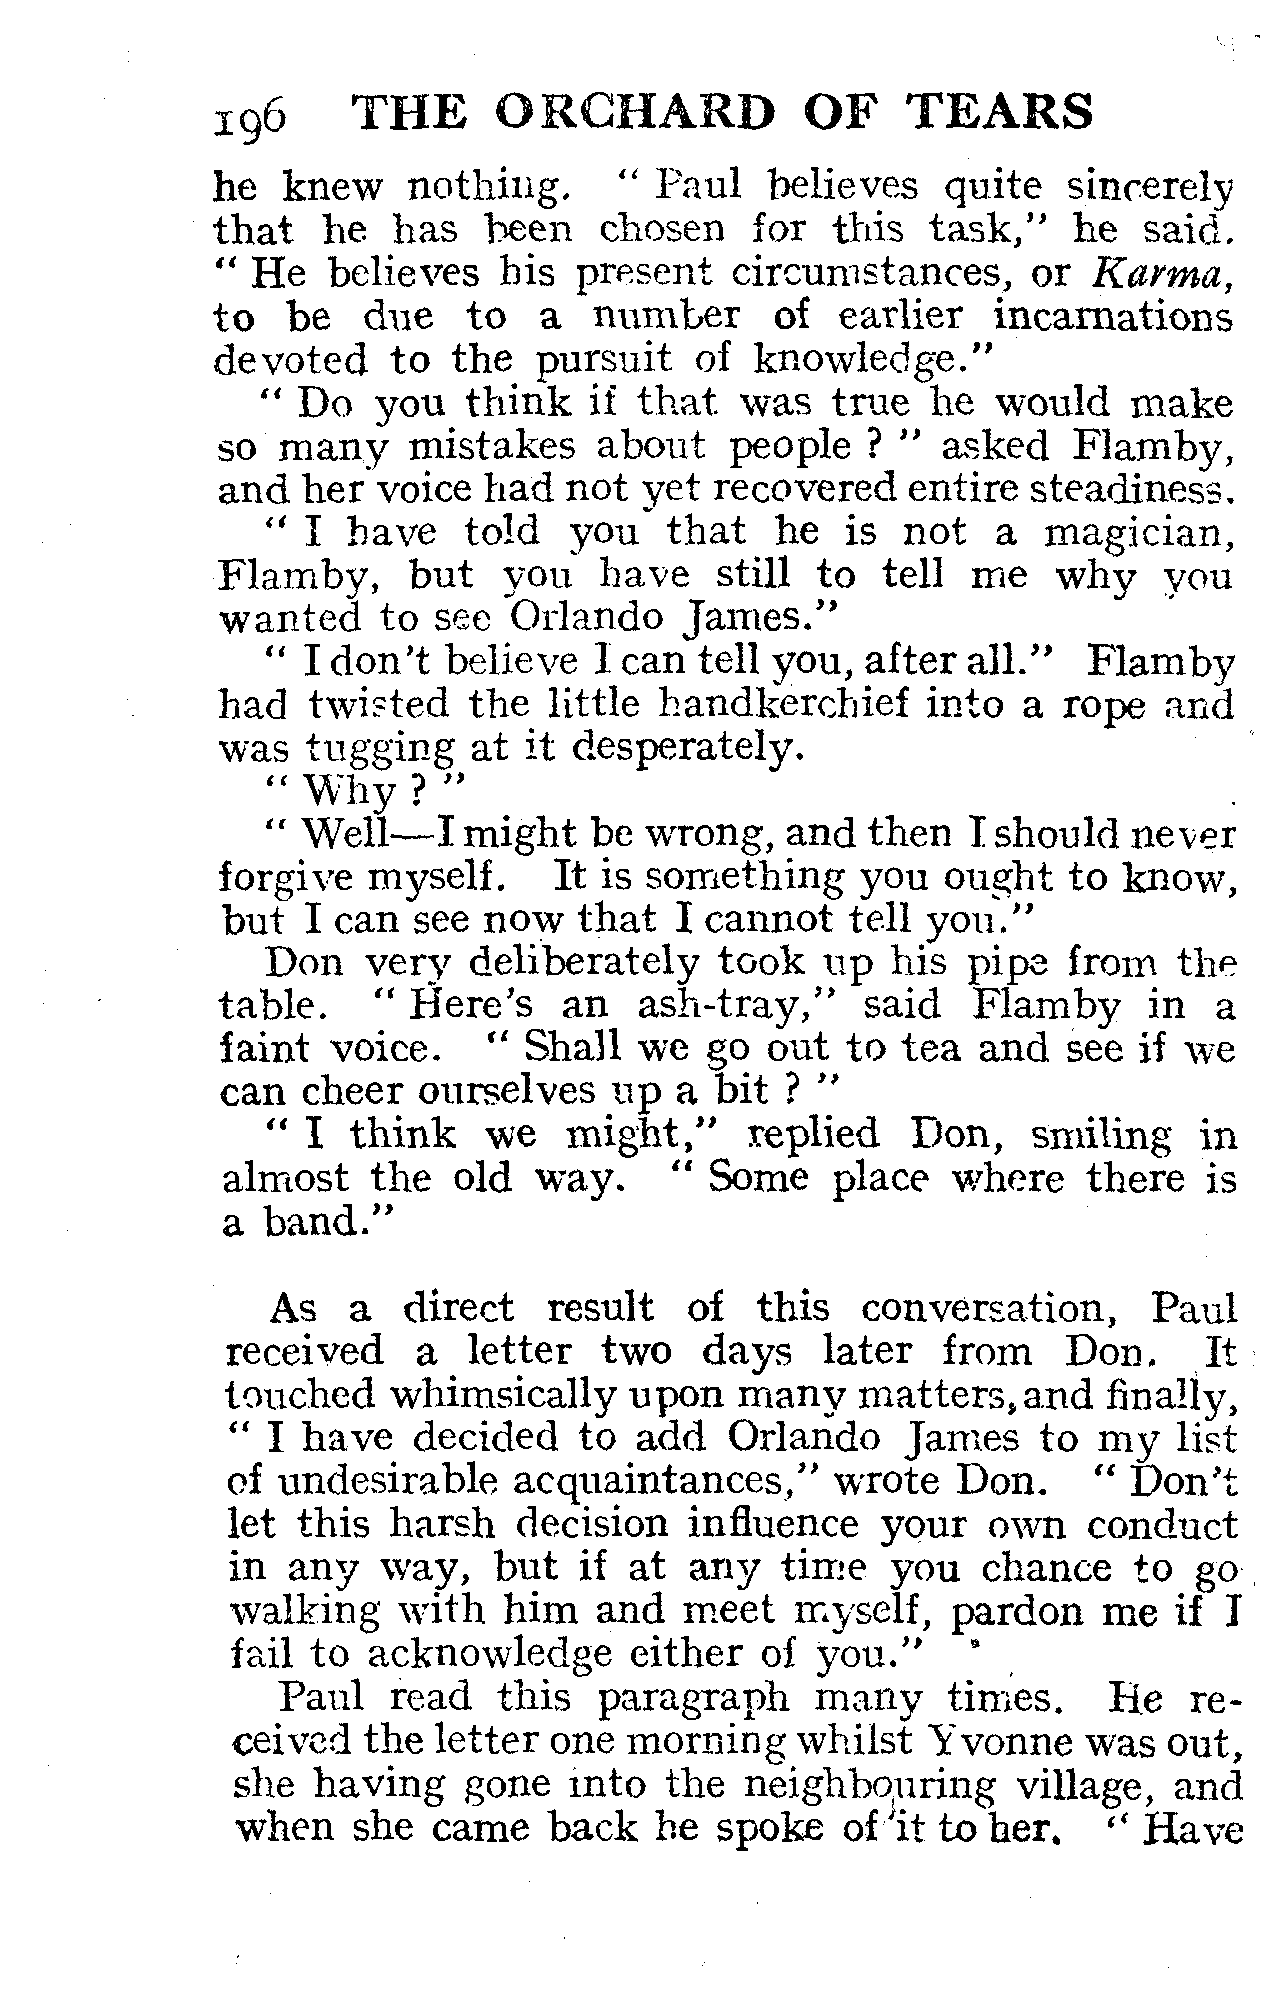 196 THE ORCHARD OF TEARS
he knew nothing. " Paul believes quite sincerely
that he has been chosen for this task," he said.
" He believes his present circumstances, or Karma,
to be due to a number of earlier incarnations
devoted to the pursuit of knowledge."
" Do you think if that was true he would make
so many mistakes about people ? " asked Flamby,
and her voice had not yet recovered entire steadiness.
" I have told you that he is not a magician,
Flamby, but you have still to tell me why you
wanted to see Orlando James."
" I don't believe I can tell you, after all." Flamby
had twisted the little handkerchief into a rope and
was tugging at it desperately.
" Why ? "
" Well—I might be wrong, and then I should never
forgive myself. It is something you ought to know,
but I can see now that I cannot tell you."
Don very deliberately took up his pipe from the
table. " Here's an ash-tray," said Flamby in a
faint voice. " Shall we go out to tea and see if we
can cheer ourselves up a bit ? "
" I think we might," replied Don, smiling in
almost the old way. " Some place where there is
a band."
As a direct result of this conversation, Paul
received a letter two days later from Don. It
touched whimsically upon many matters, and finally,
" I have decided to add Orlando James to my list
of undesirable acquaintances," wrote Don. " Don't
let this harsh decision influence your own conduct
in any way, but if at any time you chance to go
walking with him and meet myself, pardon me if I
fail to acknowledge either of you."
Paul read this paragraph many times. He re-
ceived the letter one morning whilst Yvonne was out,
she having gone into the neighbouring village, and
when she came back he spoke of it to her. " Have